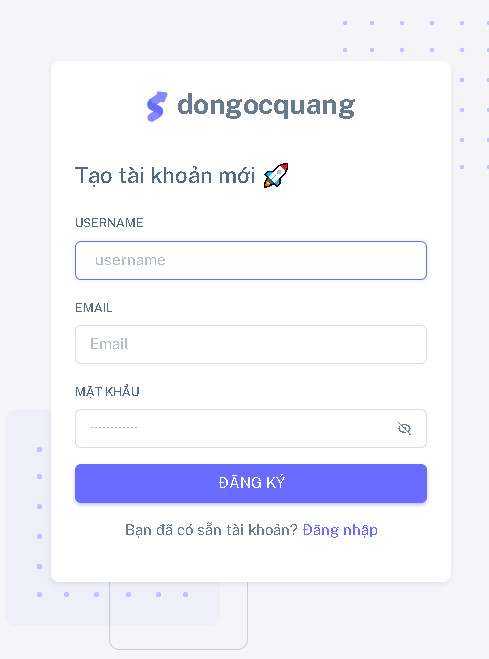 dongocquang
Tạo tài khoản mới 🚀
USERNAME
username
EMAIL
Email
MẬT KHẨU
············
ĐĂNG KÝ
Bạn đã có sẵn tài khoản? Đăng nhập